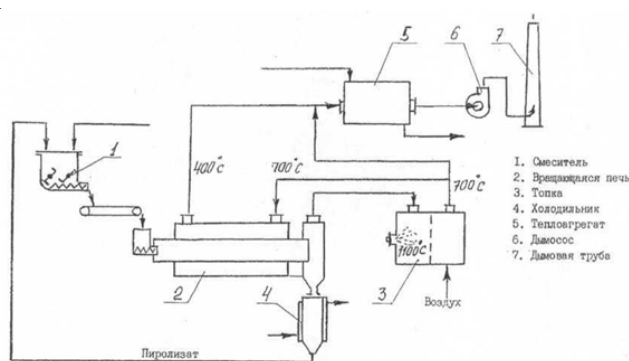 5
6
7
1
400°C
700°C
700°C
1100°C
2
3
4
Воздух
Пиролизат
1. Смеситель
2. Вращающаяся печь
3. Топка
4. Холодильник
5. Теплоагрегат
6. Дымосос
7. Дымовая труба